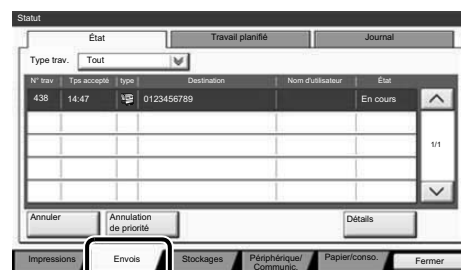 Statut
État Travail planifié Journal
Type trav. Tout
N° trav Tps accepté type Destination Nom d'utilisateur État
438 14:47 0123456789 En cours
1/1
Annuler Annulation de priorité Détails
Impressions Envois Stockages Périphérique/ Communic. Papier/conso. Fermer